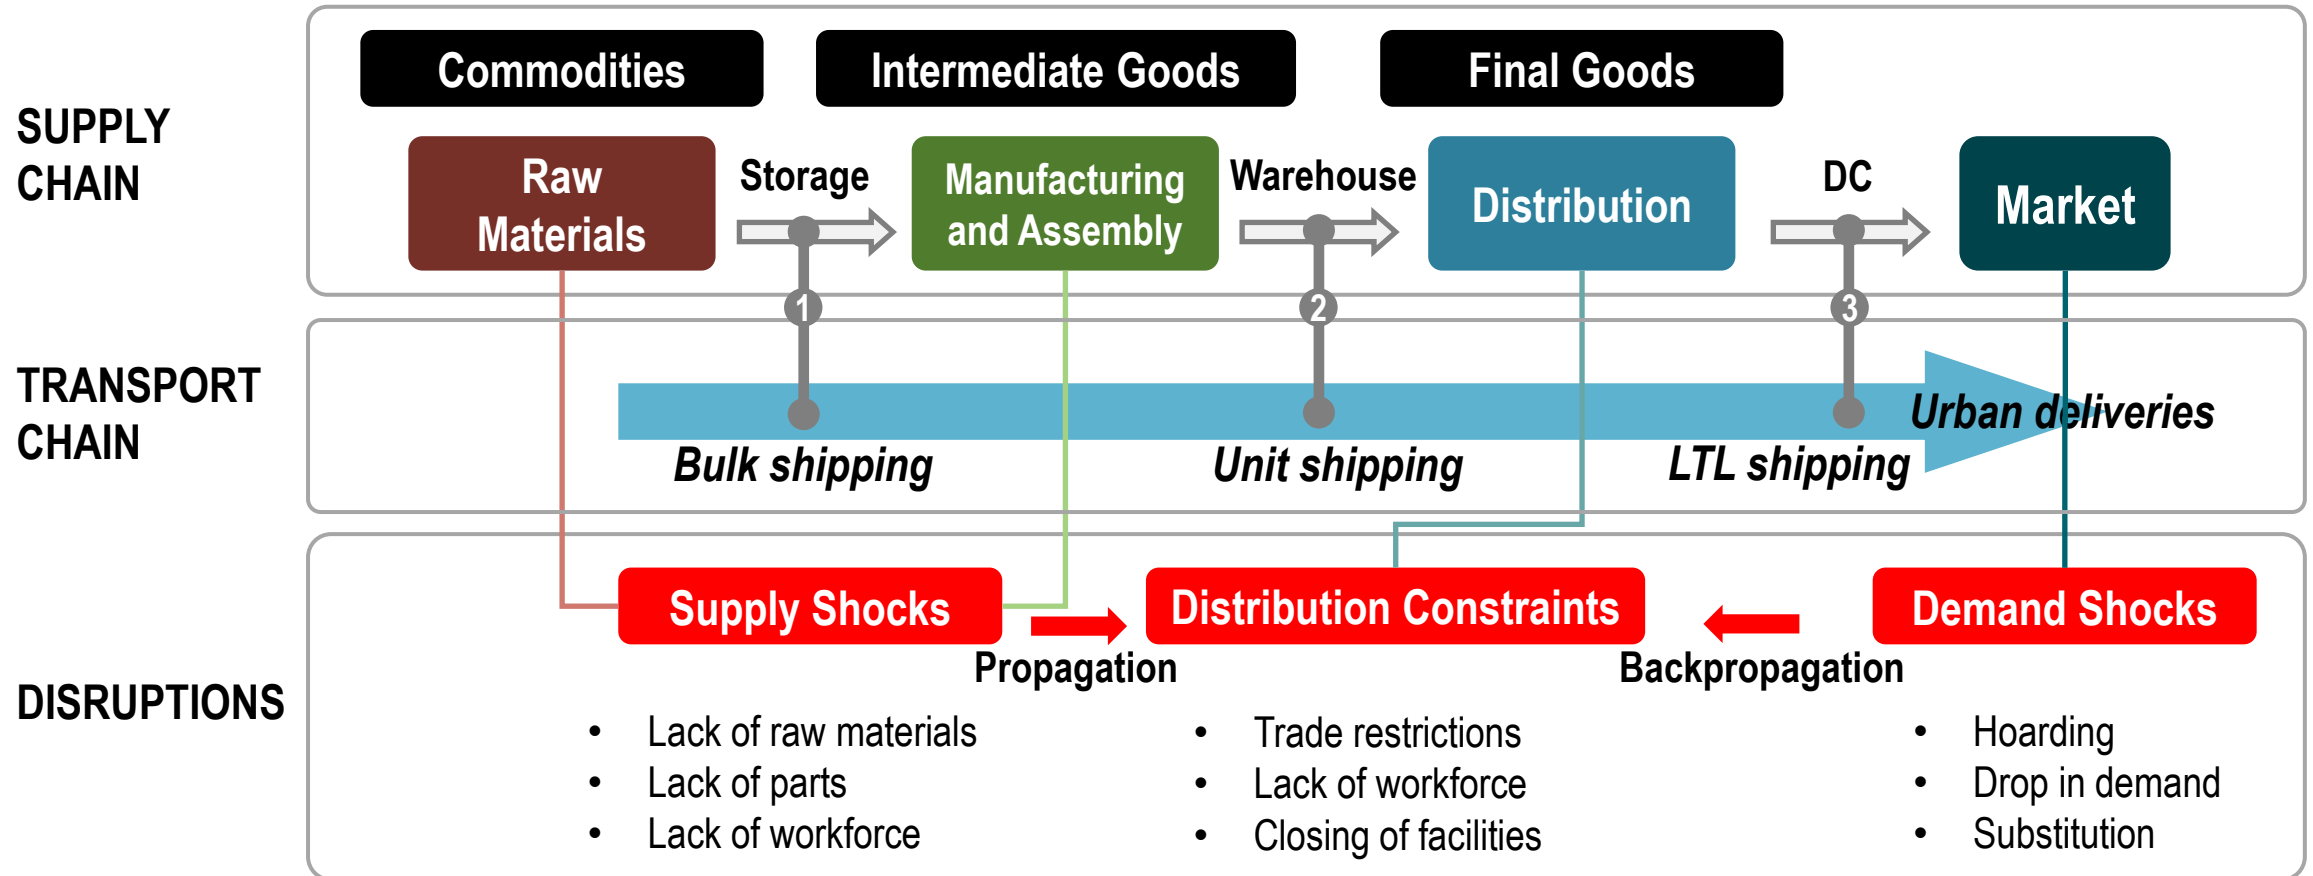 Commodities
Intermediate Goods
Final Goods
SUPPLY
CHAIN
Raw
Materials
Storage
Manufacturing
and Assembly
Warehouse
Distribution
DC
Market
1
2
3
TRANSPORT
CHAIN
Urban deliveries
Bulk shipping
Unit shipping
LTL shipping
DISRUPTIONS
Supply Shocks
Distribution Constraints
Demand Shocks
Propagation
Backpropagation
• Lack of raw materials
• Lack of parts
• Lack of workforce
• Trade restrictions
• Lack of workforce
• Closing of facilities
• Hoarding
• Drop in demand
• Substitution